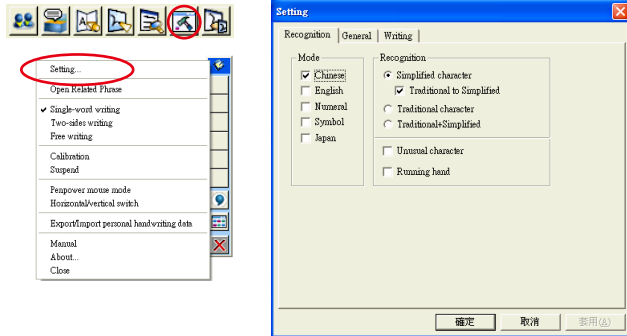 Setting...
Open Related Phrase
Single-word writing
Two-sides writing
Free writing
Calibration
Suspend
Penpower mouse mode
Horizontal/vertical switch
Export/Import personal handwriting data
Manual
About...
Close
Setting
Recognition General Writing
Mode
Chinese
English
Numeral
Symbol
Japan
Recognition
Simplified character
Traditional to Simplified
Traditional character
Traditional+Simplified
Unusual character
Running hand
確定 取消 套用(A)